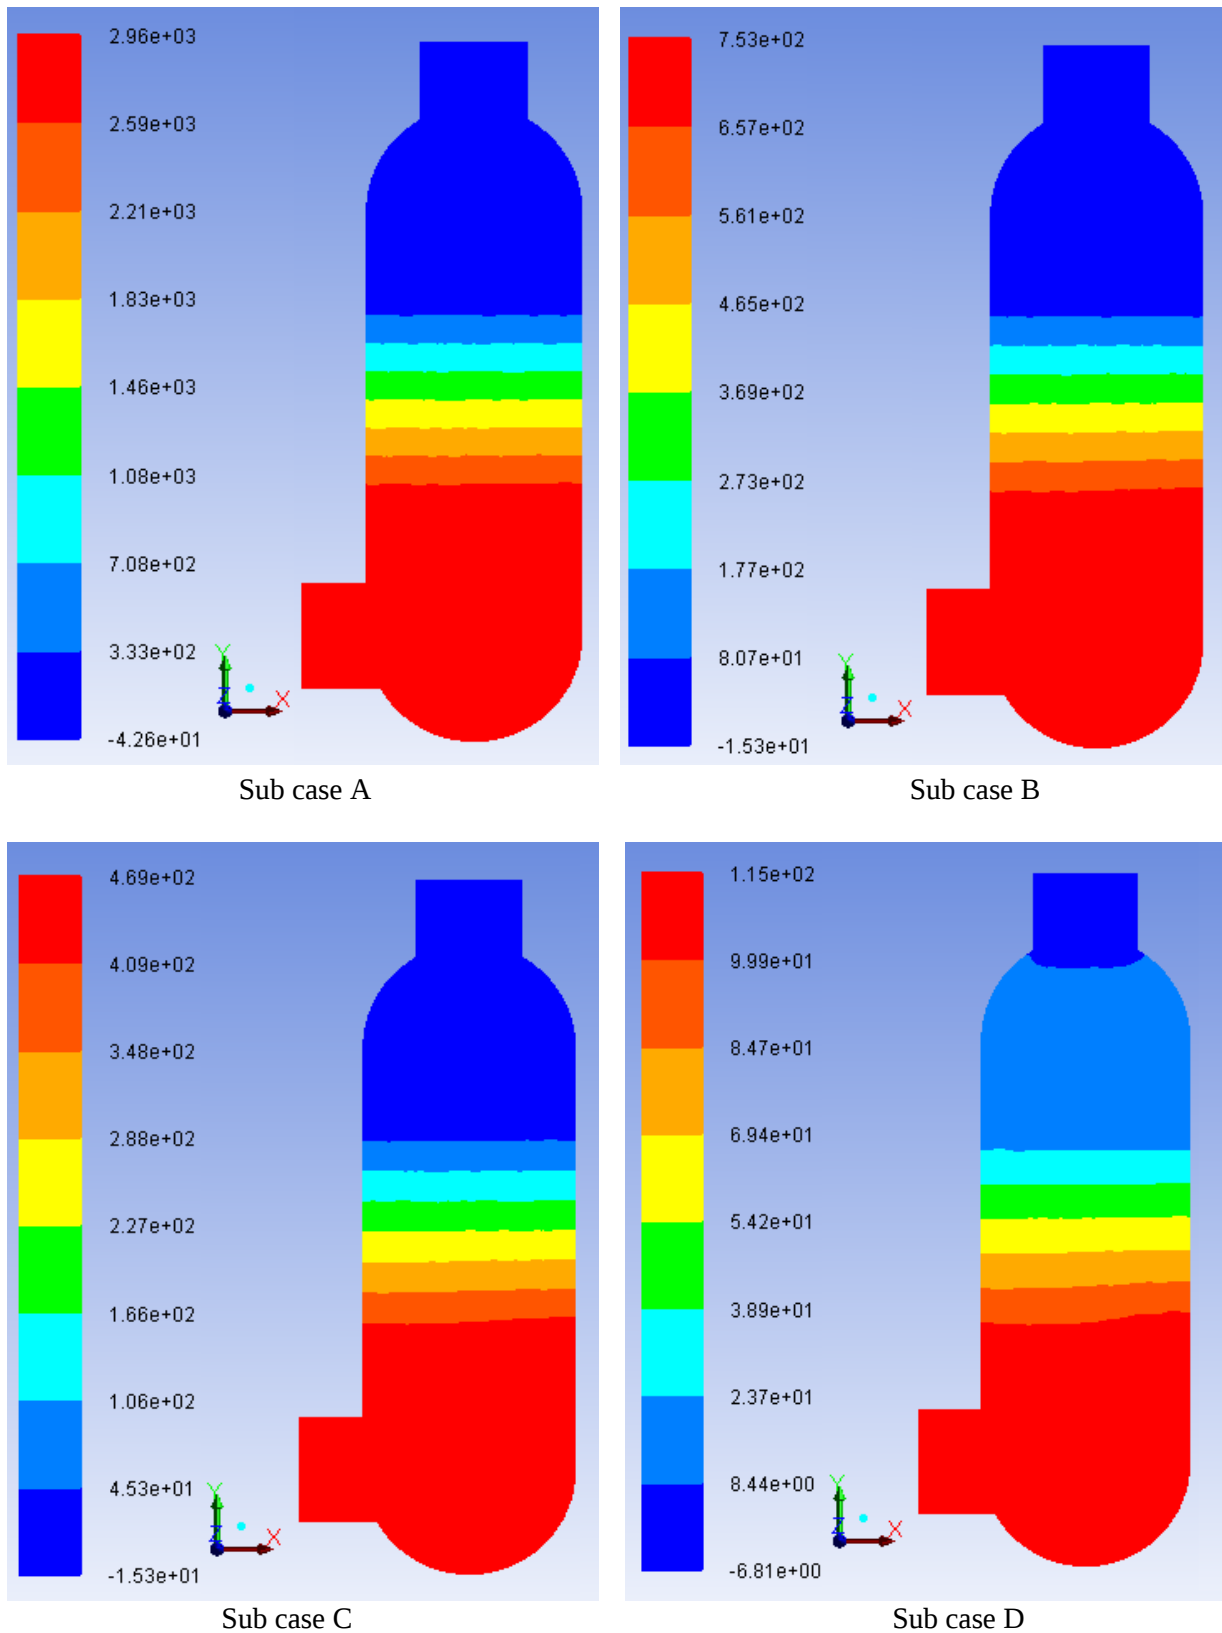 2.96e+03
2.59e+03
2.21e+03
1.83e+03
1.46e+03
1.08e+03
7.08e+02
3.33e+02
-4.26e+01
Y
Z
X
Sub case A
7.53e+02
6.57e+02
5.61e+02
4.65e+02
3.69e+02
2.73e+02
1.77e+02
8.07e+01
-1.53e+01
Y
Z
X
Sub case B
4.69e+02
4.09e+02
3.48e+02
2.88e+02
2.27e+02
1.66e+02
1.06e+02
4.53e+01
-1.53e+01
Y
Z
X
Sub case C
1.15e+02
9.99e+01
8.47e+01
6.94e+01
5.42e+01
3.89e+01
2.37e+01
8.44e+00
-6.81e+00
Y
Z
X
Sub case D